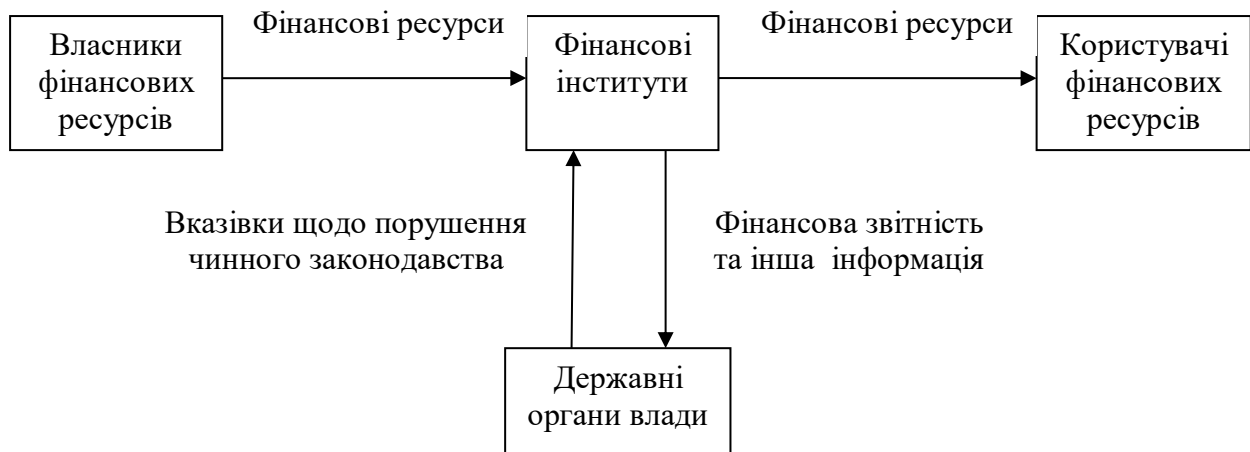 Власники
фінансових
ресурсів
Фінансові ресурси
Фінансові
інститути
Фінансові ресурси
Користувачі
фінансових
ресурсів
Вказівки щодо порушення
чинного законодавства
Фінансова звітність
та інша інформація
Державні
органи влади